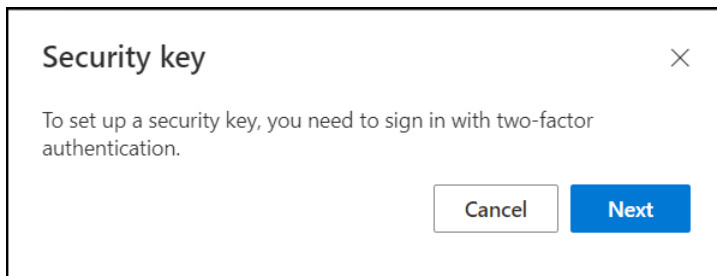 Security key
To set up a security key, you need to sign in with two-factor
authentication.
Cancel
Next